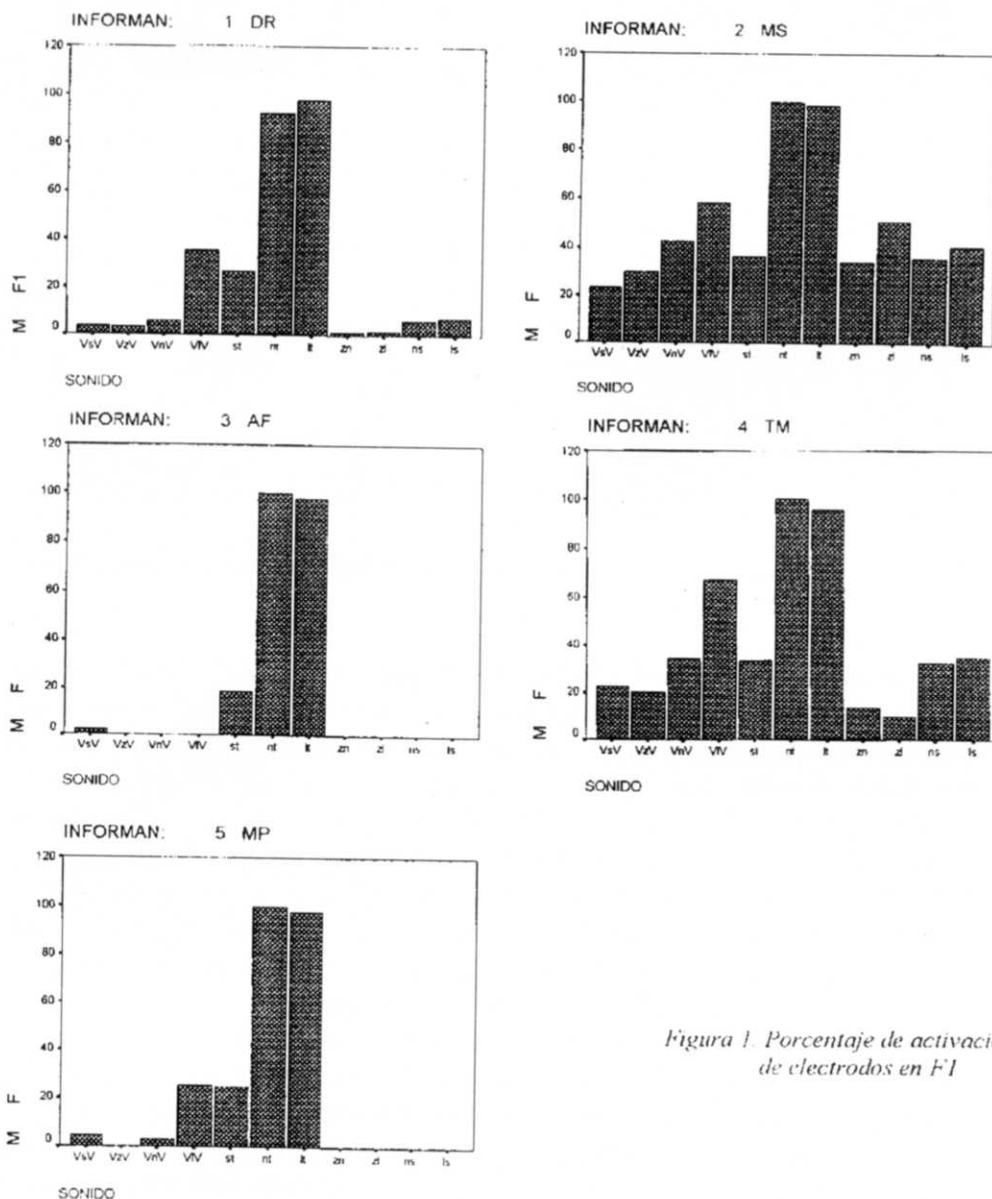 INFORMAN: 1 DR
120
100
80
60
40
20
0
M F1
VsV VzV VnV VlV st nt lt zn zl ns ls
SONIDO
INFORMAN: 2 MS
120
100
80
60
40
20
0
M F
VsV VzV VnV VlV st nt lt zn zl ns ls
SONIDO
INFORMAN: 3 AF
120
100
80
60
40
20
0
M F
VsV VzV VnV VlV st nt lt zn zl ns ls
SONIDO
INFORMAN: 4 TM
120
100
80
60
40
20
0
M F
VsV VzV VnV VlV st nt lt zn zl ns ls
SONIDO
INFORMAN: 5 MP
120
100
80
60
40
20
0
M F
VsV VzV VnV VlV st nt lt zn zl ns ls
SONIDO
Figura 1. Porcentaje de activaci
de electrodos en F1